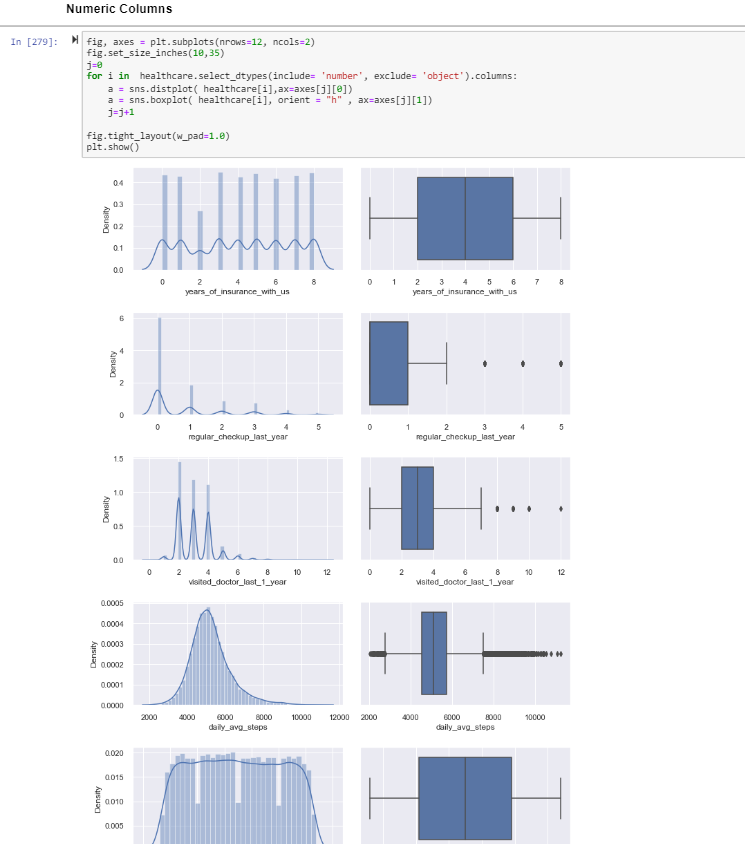 Numeric Columns
In [279]:
fig, axes = plt.subplots(nrows=12, ncols=2)
fig.set_size_inches(10,35)
j=0
for i in  healthcare.select_dtypes(include= 'number', exclude= 'object').columns:
    a = sns.distplot( healthcare[i],ax=axes[j][0])
    a = sns.boxplot( healthcare[i], orient = "h" , ax=axes[j][1])
    j=j+1
fig.tight_layout(w_pad=1.0)
plt.show()
0.4
0.3
0.2
0.1
0.0
Density
0 2 4 6 8
years_of_insurance_with_us
0 1 2 3 4 5 6 7 8
years_of_insurance_with_us
6
4
2
0
Density
0 1 2 3 4 5
regular_checkup_last_year
0 1 2 3 4 5
regular_checkup_last_year
1.5
1.0
0.5
0.0
Density
0 2 4 6 8 10 12
visited_doctor_last_1_year
0 2 4 6 8 10 12
visited_doctor_last_1_year
0.0005
0.0004
0.0003
0.0002
0.0001
0.0000
Density
2000 4000 6000 8000 10000 12000
daily_avg_steps
2000 4000 6000 8000 10000
daily_avg_steps
0.020
0.015
0.010
0.005
Density